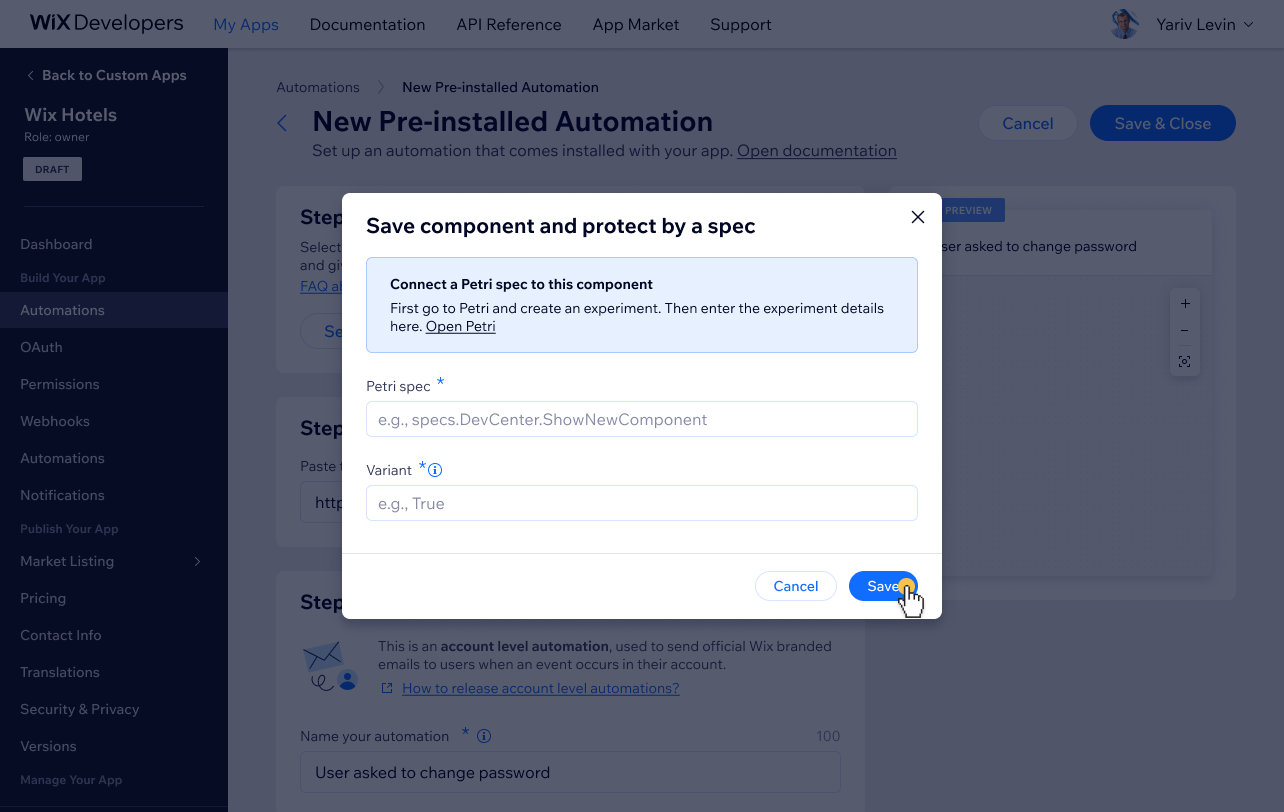 WiX Developers
My Apps
Documentation
API Reference
App Market
Support
Yariv Levin
Back to Custom Apps
Wix Hotels
Role: owner
DRAFT
Dashboard
Build Your App
Automations
OAuth
Permissions
Webhooks
Automations
Notifications
Publish Your App
Market Listing
Pricing
Contact Info
Translations
Security & Privacy
Versions
Manage Your App
Automations
New Pre-installed Automation
New Pre-installed Automation
Set up an automation that comes installed with your app. Open documentation
Cancel
Save & Close
Step
Select
and
FAQ
PREVIEW
asked to change password
Save component and protect by a spec
Connect a Petri spec to this component
First go to Petri and create an experiment. Then enter the experiment details
here. Open Petri
Petri spec *
e.g., specs.DevCenter.ShowNewComponent
Variant *
e.g., True
Cancel
Save
Step
Paste
Step
This is an account level automation, used to send official Wix branded
emails to users when an event occurs in their account.
How to release account level automations?
Name your automation *
100
User asked to change password